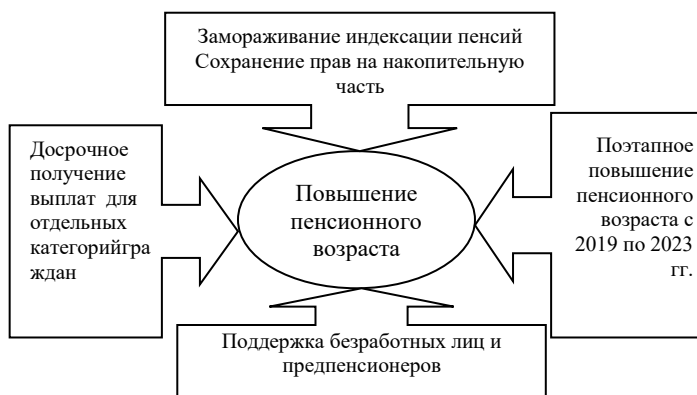 Замораживание индексации пенсий
Сохранение прав на накопительную
часть
Досрочное
получение
выплат для
отдельных
категорийгра
ждан
Повышение
пенсионного
возраста
Поэтапное
повышение
пенсионного
возраста с
2019 по 2023
гг.
Поддержка безработных лиц и
предпенсионеров